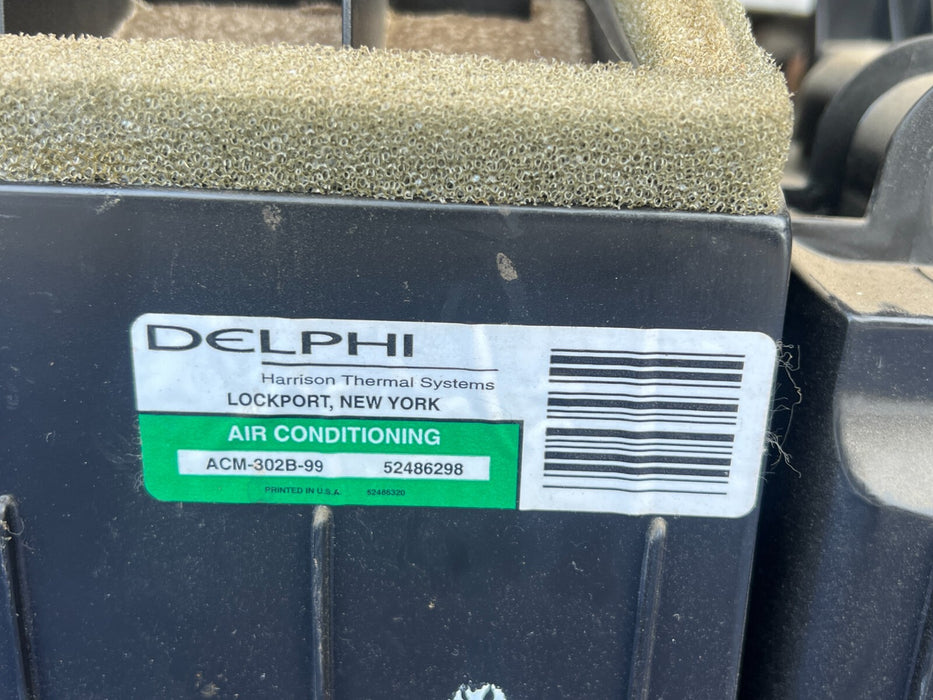 DELPHI
Harrison Thermal Systems
LOCKPORT, NEW YORK
AIR CONDITIONING
ACM-302B-99 52486298
PRINTED IN U.S.A. 52486320